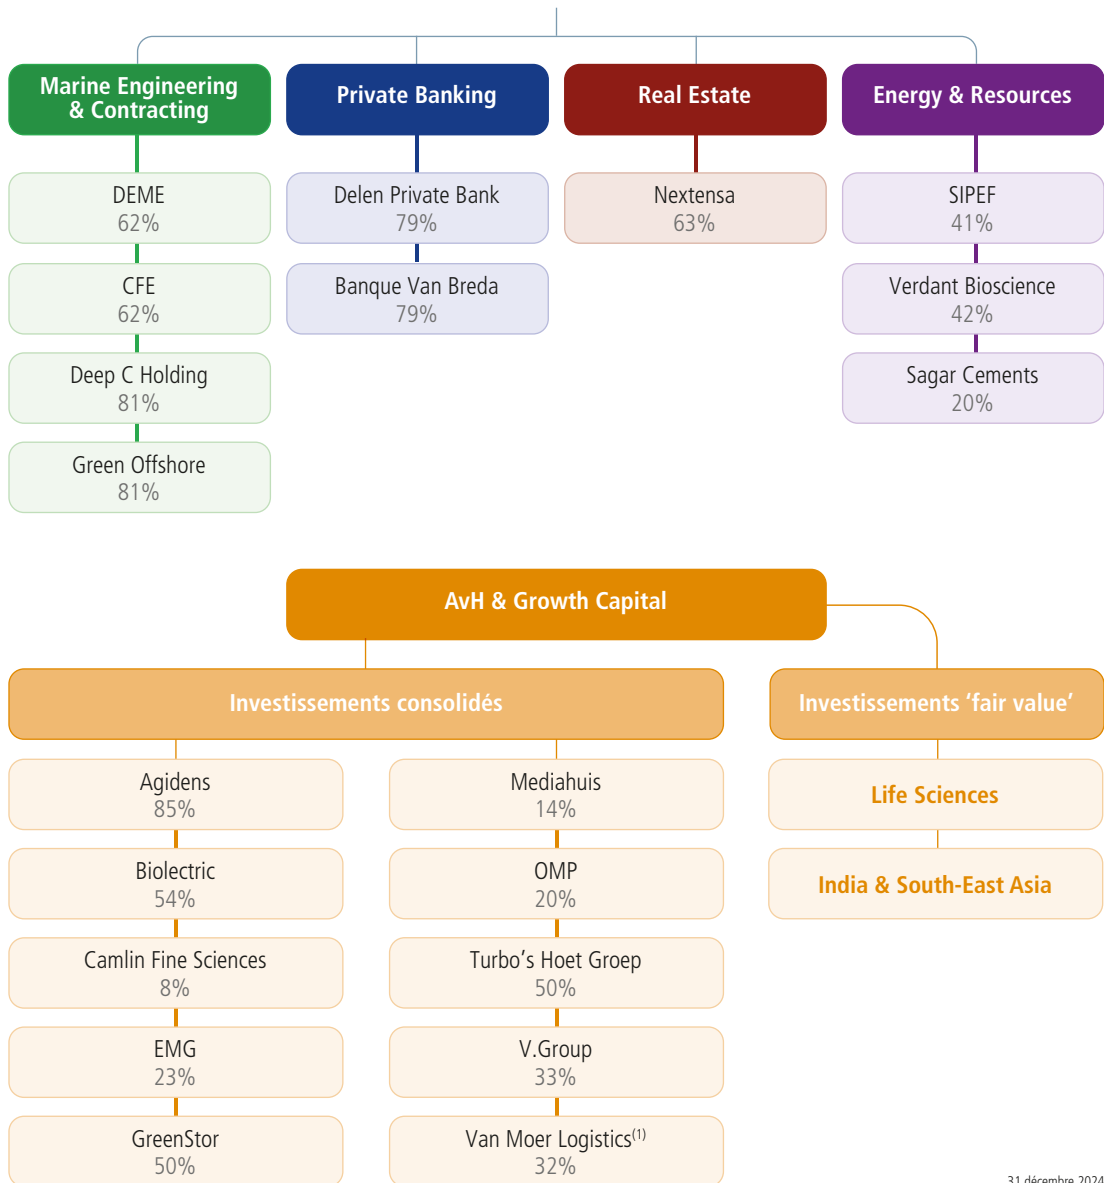 Marine Engineering
& Contracting
DEME
62%
CFE
62%
Deep C Holding
81%
Green Offshore
81%
Private Banking
Delen Private Bank
79%
Banque Van Breda
79%
Real Estate
Nextensa
63%
Energy & Resources
SIPEF
41%
Verdant Bioscience
42%
Sagar Cements
20%
AvH & Growth Capital
Investissements consolidés
Agidens
85%
Biolectric
54%
Camlin Fine Sciences
8%
EMG
23%
GreenStor
50%
Mediahuis
14%
OMP
20%
Turbo's Hoet Groep
50%
V.Group
33%
Van Moer Logistics(1)
32%
Investissements ‘fair value’
Life Sciences
India & South-East Asia
31 décembre 2024